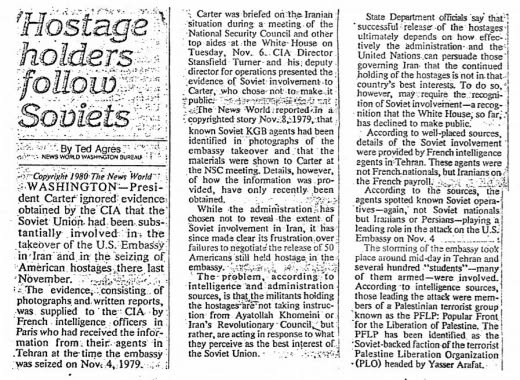 Hostage
holders
follow
Soviets
By Ted Agres
NEWS WORLD WASHINGTON BUREAU
Copyright 1980 The News World
WASHINGTON—Presi-
dent Carter ignored evidence
obtained by the CIA that the
Soviet Union had been sub-
stantially involved in the
takeover of the U.S. Embassy
in Iran and in the seizing of
American hostages there last
November.
The evidence, consisting of
photographs and written reports,
was supplied to the CIA by
French intelligence officers in
Paris who had received the infor-
mation from their agents in
Tehran at the time the embassy
was seized on Nov. 4, 1979.
Carter was briefed on the Iranian
situation during a meeting of the
National Security Council and other
top aides at the White House on
Tuesday, Nov. 6. CIA Director
Stansfield Turner and his deputy
director for operations presented the
evidence of Soviet involvement to
Carter, who chose not to make it
public.
The News World reported in a
copyrighted story Nov. 8, 1979, that
known Soviet KGB agents had been
identified in photographs of the
embassy takeover and that the
materials were shown to Carter at
the NSC meeting. Details, however,
of how the information was pro-
vided, have only recently been
obtained.
While the administration has
chosen not to reveal the extent of
Soviet involvement in Iran, it has
since made clear its frustration over
failures to negotiate the release of 50
Americans still held hostage in the
embassy.
The problem, according to
intelligence and administration
sources, is that the militants holding
the hostages are not taking instruc-
tion from Ayatollah Khomeini or
Iran's Revolutionary Council, but
rather, are acting in response to what
they perceive as the best interest of
the Soviet Union.
State Department officials say that
successful release of the hostages
ultimately depends on how effec-
tively the administration and the
United Nations can persuade those
governing Iran that the continued
holding of the hostages is not in that
country's best interests. To do so,
however, may require the recogni-
tion of Soviet involvement—a recog-
nition that the White House, so far,
has declined to make public.
According to well-placed sources,
details of the Soviet involvement
were provided by French intelligence
agents in Tehran. These agents were
not French nationals, but Iranians on
the French payroll.
According to the sources, the
agents spotted known Soviet opera-
tives—again, not Soviet nationals
but Iranians or Persians—playing a
leading role in the attack on the U.S.
Embassy on Nov. 4
The storming of the embassy took
place around mid-day in Tehran and
several hundred "students"—many
of them armed—were involved.
According to intelligence sources,
those leading the attack were mem-
bers of a Palestinian terrorist group
known as the PFLP: Popular Front
for the Liberation of Palestine. The
PFLP has been identified as the
Soviet-backed faction of the terrorist
Palestine Liberation Organization
(PLO) headed by Yasser Arafat.